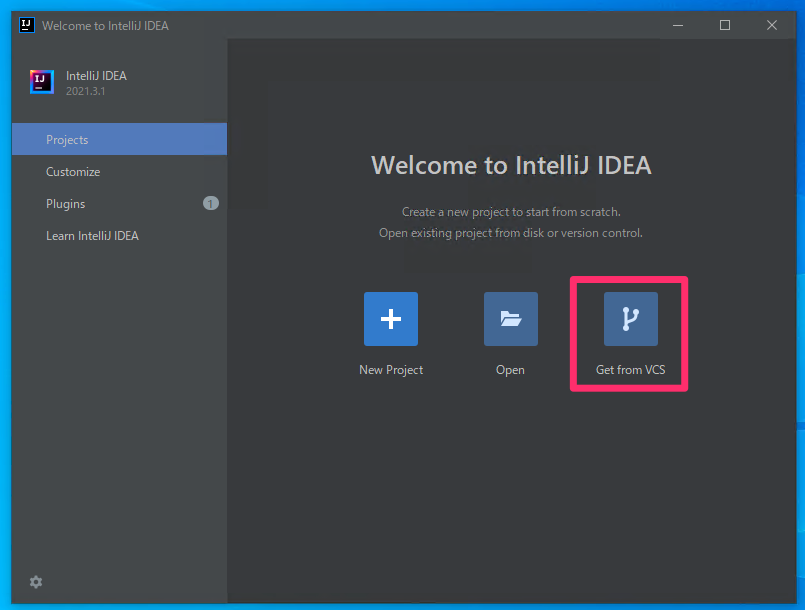 Welcome to IntelliJ IDEA
IJ
IntelliJ IDEA
2021.3.1
Projects
Customize
Plugins
1
Learn IntelliJ IDEA
Welcome to IntelliJ IDEA
Create a new project to start from scratch.
Open existing project from disk or version control.
New Project
Open
Get from VCS